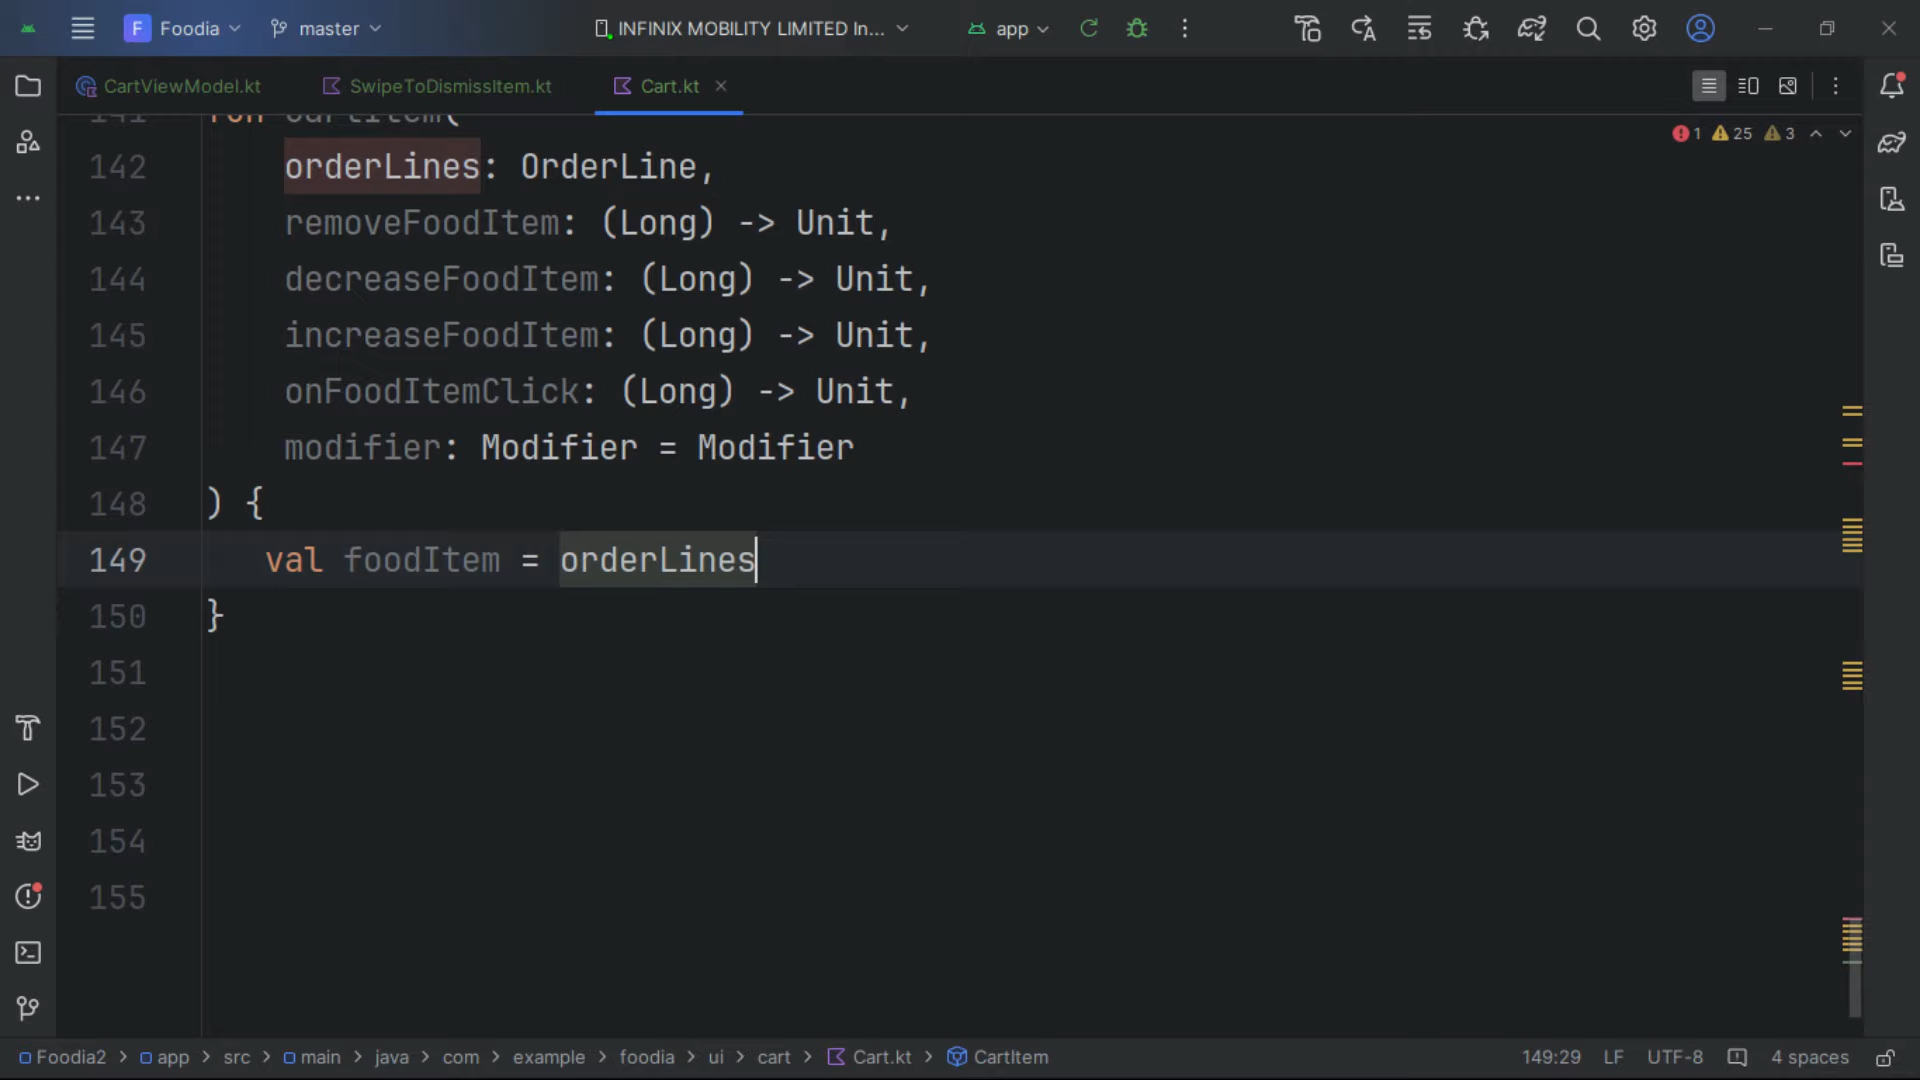 F Foodia master INFINIX MOBILITY LIMITED In... app
CartViewModel.kt SwipeToDismissItem.kt Cart.kt
1 25 3
141 fun CartItem(
142 orderLines: OrderLine,
143 removeFoodItem: (Long) -> Unit,
144 decreaseFoodItem: (Long) -> Unit,
145 increaseFoodItem: (Long) -> Unit,
146 onFoodItemClick: (Long) -> Unit,
147 modifier: Modifier = Modifier
148 ) {
149 val foodItem = orderLines
150 }
151
152
153
154
155
Foodia2 > app > src > main > java > com > example > foodia > ui > cart > Cart.kt > CartItem 149:29 LF UTF-8 4 spaces